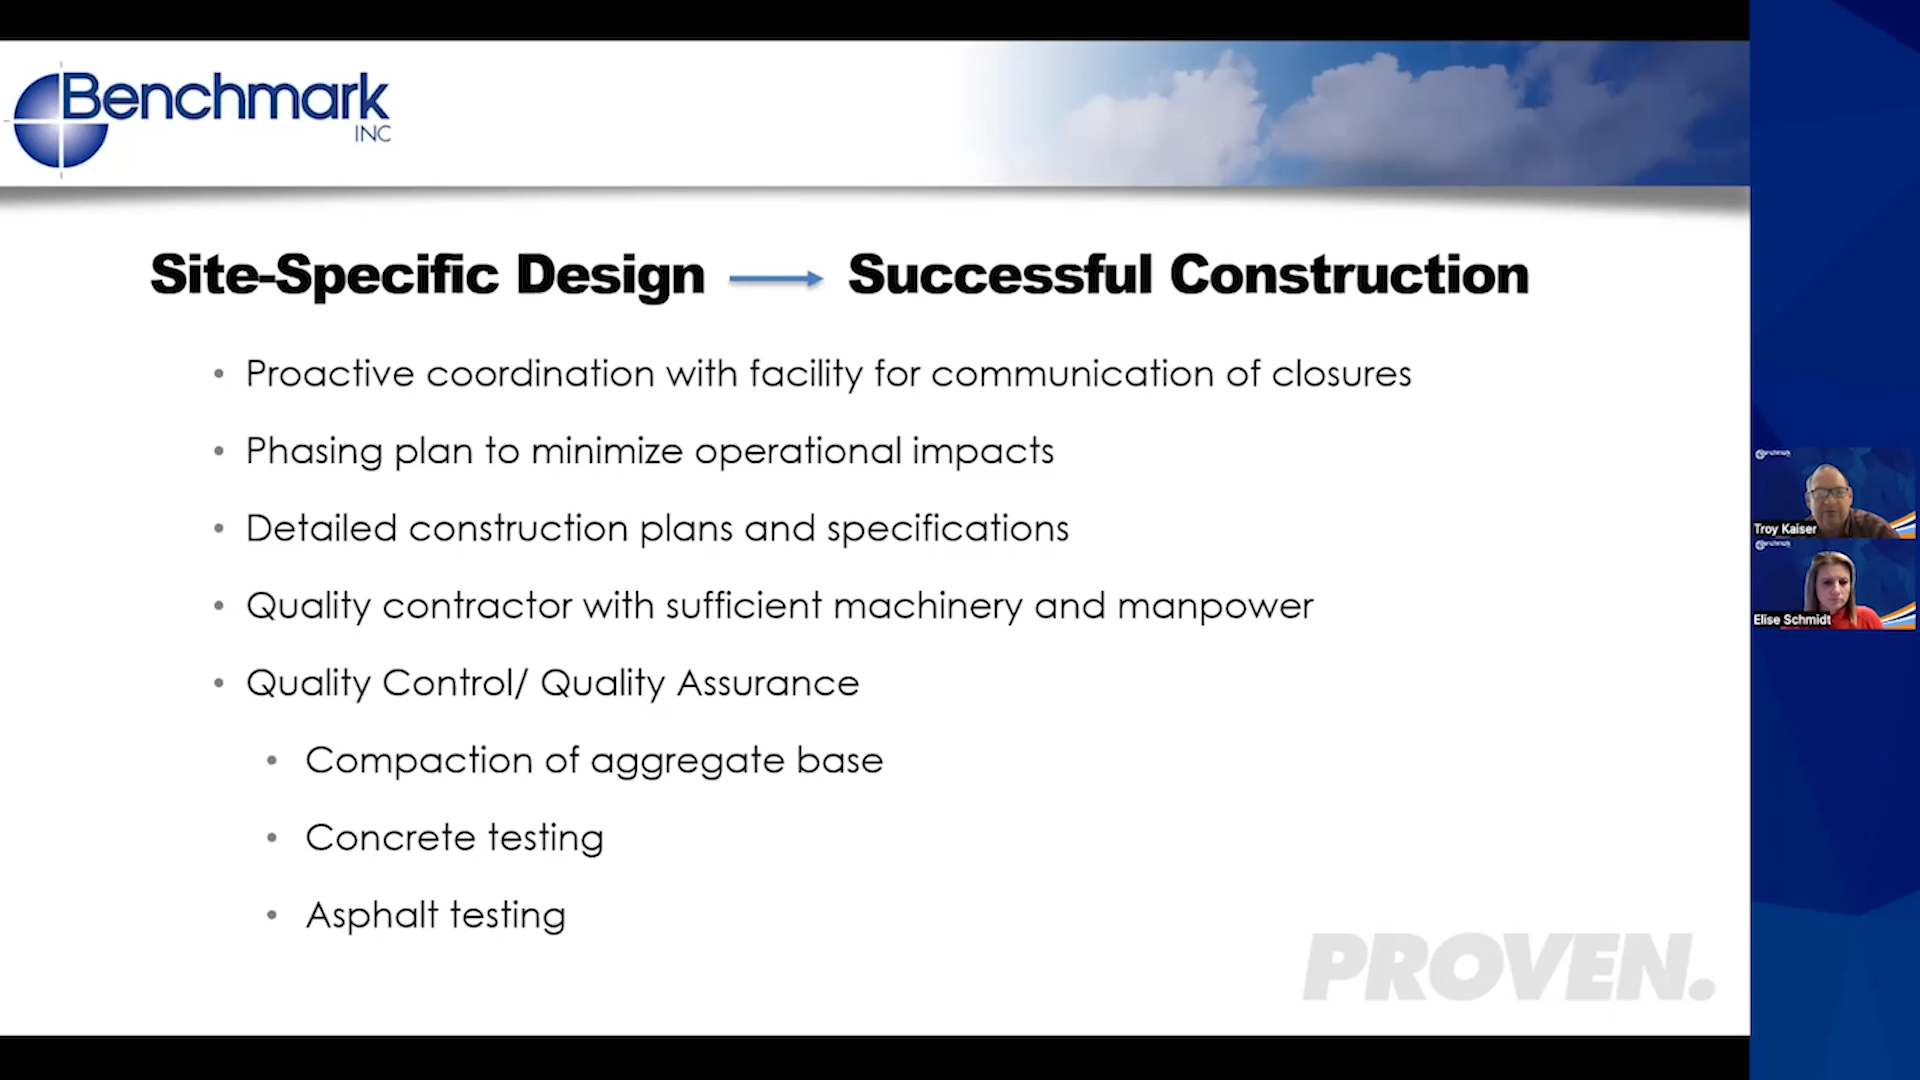 Benchmark
INC
Site-Specific Design → Successful Construction
• Proactive coordination with facility for communication of closures
• Phasing plan to minimize operational impacts
• Detailed construction plans and specifications
• Quality contractor with sufficient machinery and manpower
• Quality Control/ Quality Assurance
• Compaction of aggregate base
• Concrete testing
• Asphalt testing
PROVEN.
Benchmark
Troy Kaiser
Benchmark
Elise Schmidt